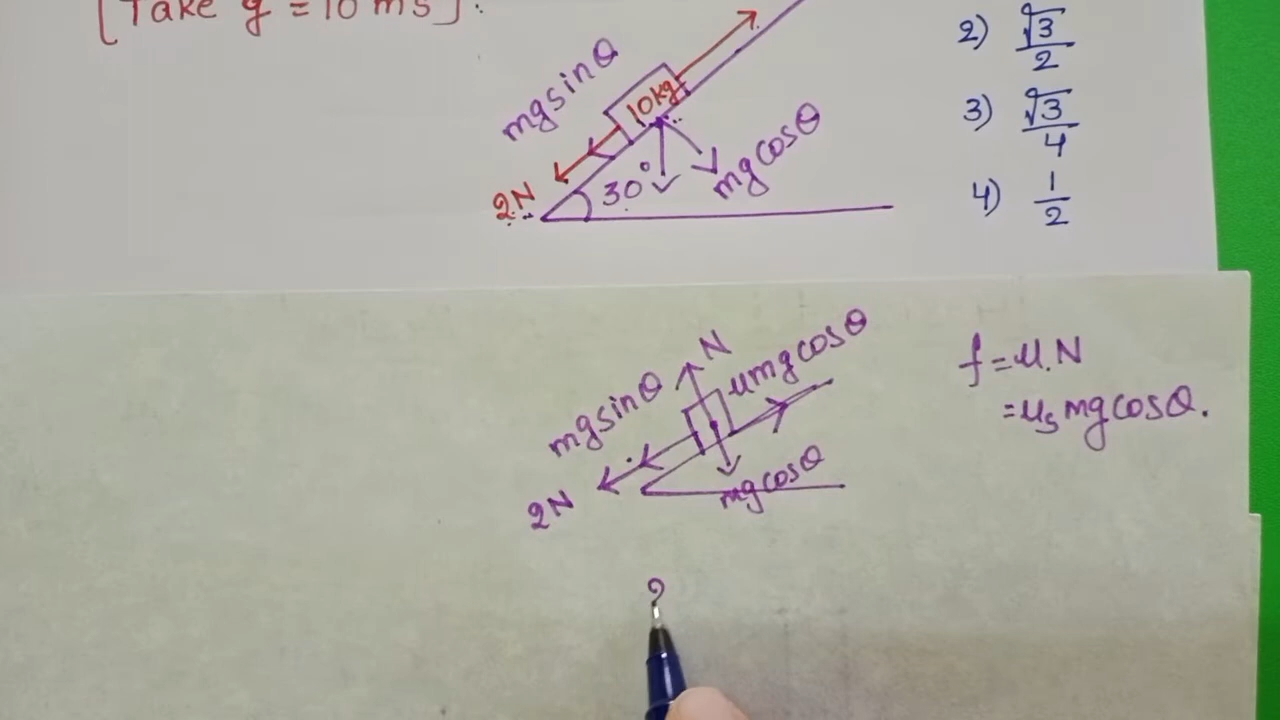 [Take g = 10 ms].
2) √3/2
mgsinθ
10kg
3) √3/4
mgcosθ
30°
2N
4) 1/2
N
μmgcosθ
f = μ.N
mgsinθ
= μs mgcosθ.
mgcosθ
2N
2